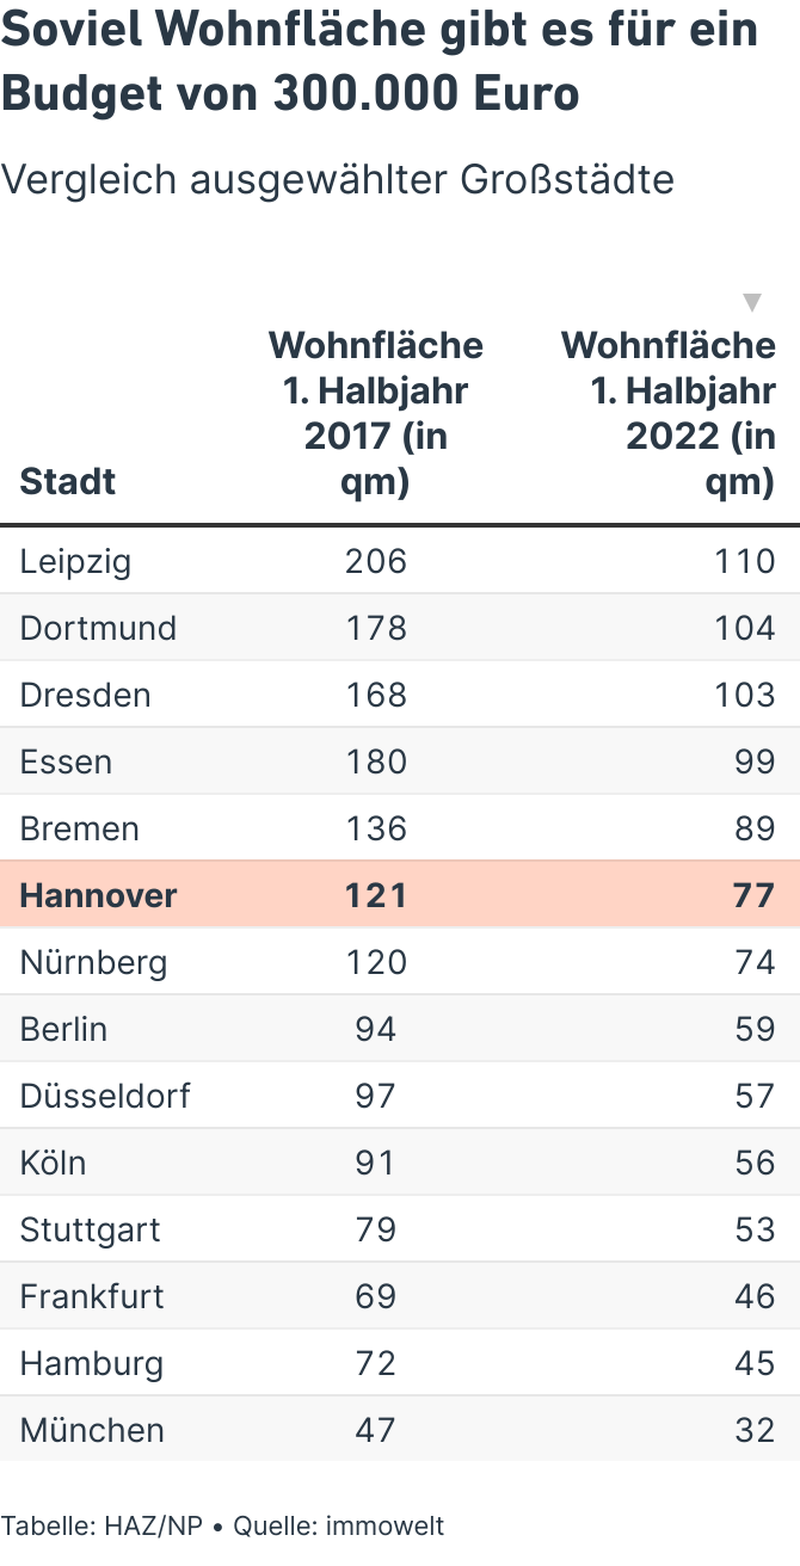 Soviel Wohnfläche gibt es für ein
Budget von 300.000 Euro
Vergleich ausgewählter Großstädte
▼
Stadt Wohnfläche 1. Halbjahr 2017 (in qm) Wohnfläche 1. Halbjahr 2022 (in qm)
Leipzig 206 110
Dortmund 178 104
Dresden 168 103
Essen 180 99
Bremen 136 89
Hannover 121 77
Nürnberg 120 74
Berlin 94 59
Düsseldorf 97 57
Köln 91 56
Stuttgart 79 53
Frankfurt 69 46
Hamburg 72 45
München 47 32
Tabelle: HAZ/NP • Quelle: immowelt